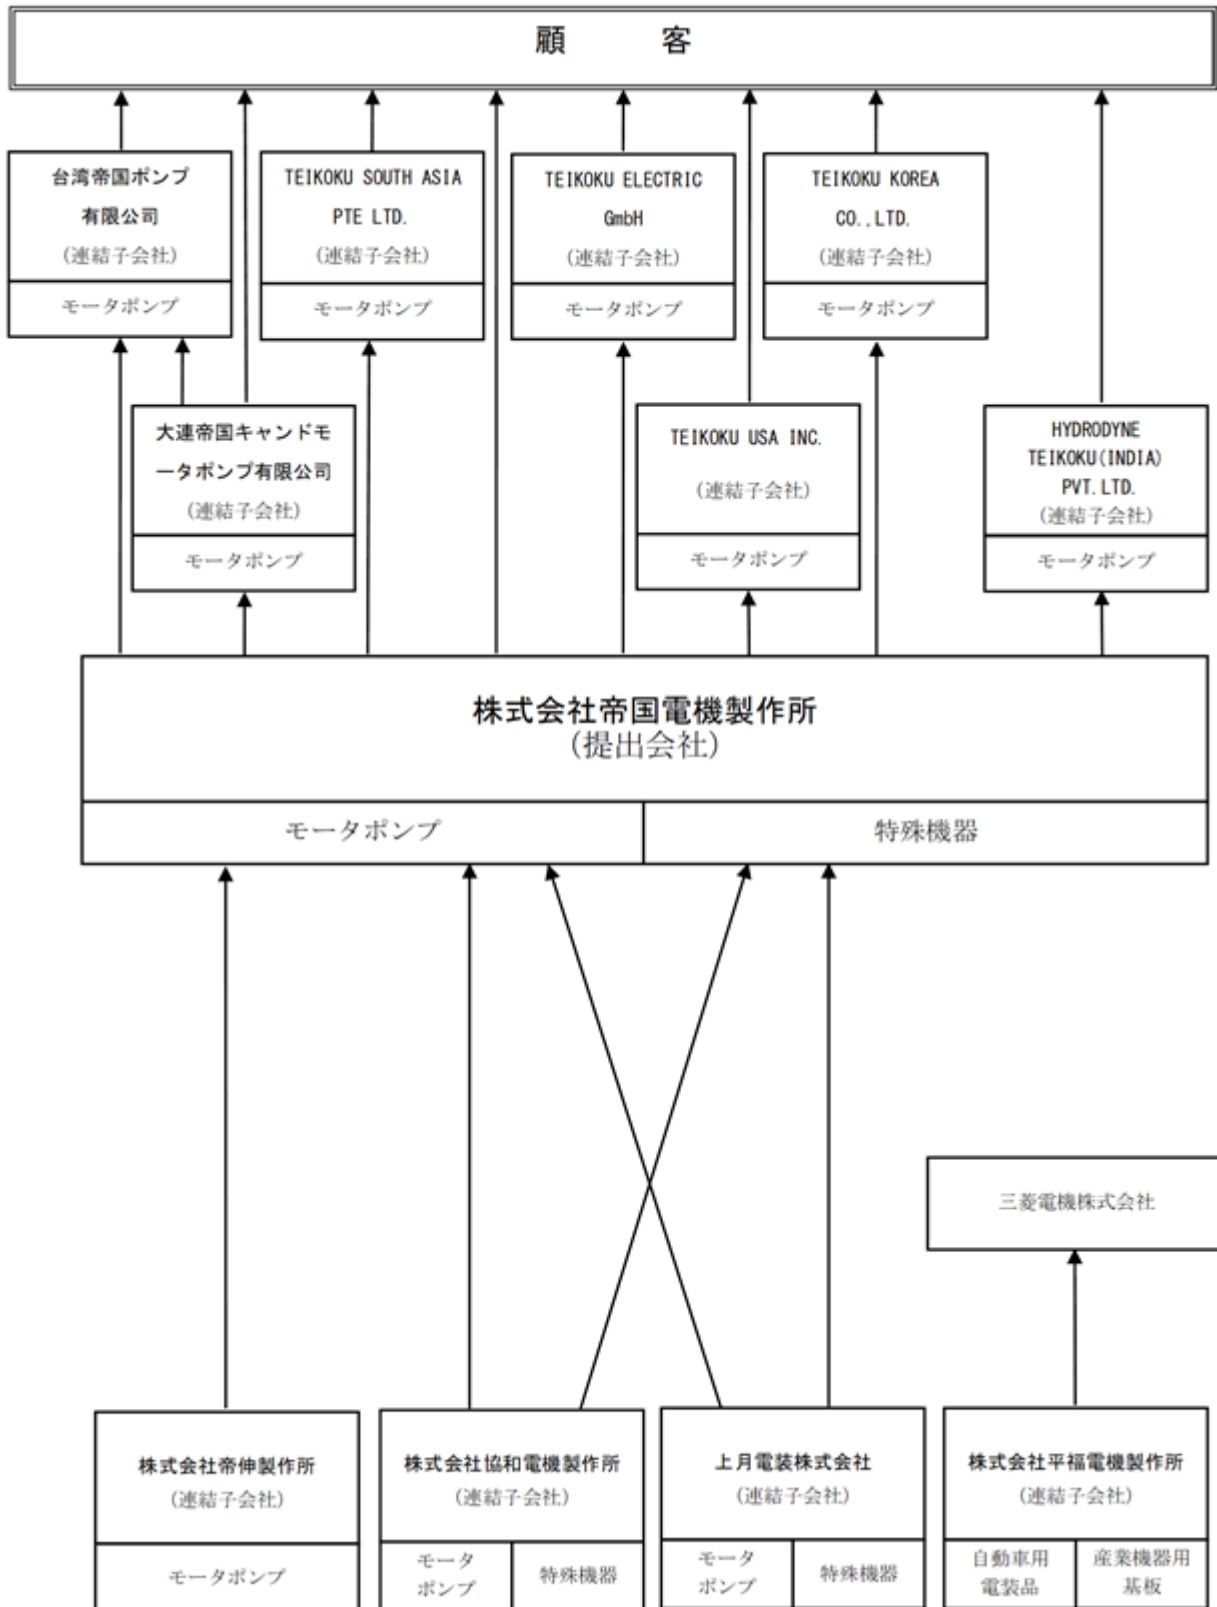 顧　　　客
台湾帝国ポンプ
有限公司
(連結子会社)
モータポンプ
TEIKOKU SOUTH ASIA
PTE LTD.
(連結子会社)
モータポンプ
TEIKOKU ELECTRIC
GmbH
(連結子会社)
モータポンプ
TEIKOKU KOREA
CO.,LTD.
(連結子会社)
モータポンプ
大連帝国キャンドモ
ータポンプ有限公司
(連結子会社)
モータポンプ
TEIKOKU USA INC.
(連結子会社)
モータポンプ
HYDRODYNE
TEIKOKU(INDIA)
PVT.LTD.
(連結子会社)
モータポンプ
株式会社帝国電機製作所
(提出会社)
モータポンプ
特殊機器
三菱電機株式会社
株式会社帝伸製作所
(連結子会社)
モータポンプ
株式会社協和電機製作所
(連結子会社)
モータ
ポンプ
特殊機器
上月電装株式会社
(連結子会社)
モータ
ポンプ
特殊機器
株式会社平福電機製作所
(連結子会社)
自動車用
電装品
産業機器用
基板